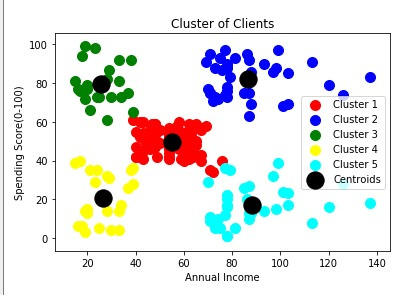 Cluster of Clients
Spending Score(0-100)
100
80
60
40
20
0
Cluster 1
Cluster 2
Cluster 3
Cluster 4
Cluster 5
Centroids
20 40 60 80 100 120 140
Annual Income